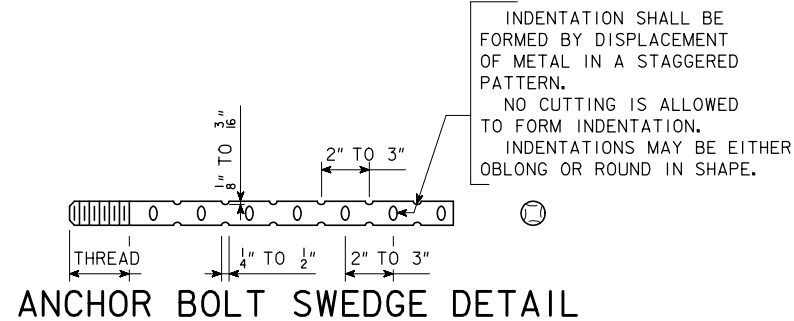 INDENTATION SHALL BE
FORMED BY DISPLACEMENT
OF METAL IN A STAGGERED
PATTERN.
NO CUTTING IS ALLOWED
TO FORM INDENTATION.
INDENTATIONS MAY BE EITHER
OBLONG OR ROUND IN SHAPE.
1/8" TO 3/16"
2" TO 3"
THREAD
1/4" TO 1/2"
2" TO 3"
ANCHOR BOLT SWEDGE DETAIL